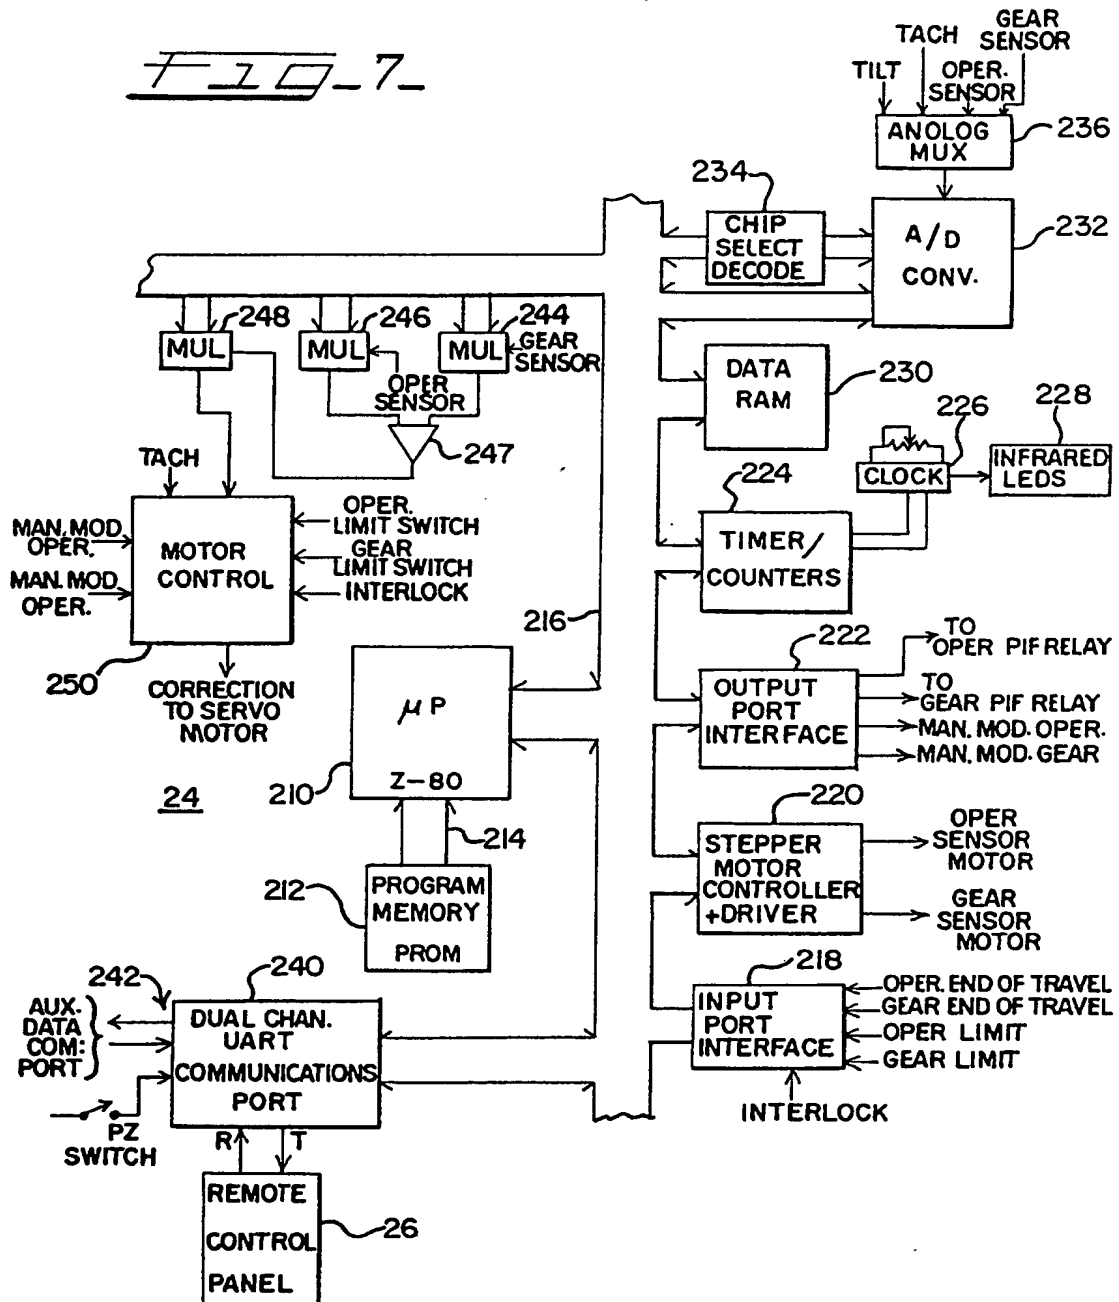 Fig_7_
TILT
TACH
OPER.
SENSOR
GEAR
SENSOR
ANOLOG
MUX
236
234
CHIP
SELECT
DECODE
A/D
CONV.
232
248
MUL
246
MUL
244
MUL
GEAR
SENSOR
OPER
SENSOR
247
DATA
RAM
230
226
228
CLOCK
INFRARED
LEDS
224
TIMER/
COUNTERS
TACH
MAN. MOD.
OPER.
MAN. MOD.
OPER.
MOTOR
CONTROL
OPER.
LIMIT SWITCH
GEAR
LIMIT SWITCH
INTERLOCK
250
CORRECTION
TO SERVO
MOTOR
216
24
μP
Z-80
210
214
212
PROGRAM
MEMORY
PROM
222
OUTPUT
PORT
INTERFACE
TO
OPER PIF RELAY
TO
GEAR PIF RELAY
MAN. MOD. OPER.
MAN. MOD. GEAR
220
STEPPER
MOTOR
CONTROLLER
+DRIVER
OPER
SENSOR
MOTOR
GEAR
SENSOR
MOTOR
218
INPUT
PORT
INTERFACE
OPER. END OF TRAVEL
GEAR END OF TRAVEL
OPER LIMIT
GEAR LIMIT
INTERLOCK
242
240
AUX.
DATA
COM:
PORT
DUAL CHAN.
UART
COMMUNICATIONS
PORT
PZ
SWITCH
R
T
REMOTE
CONTROL
PANEL
26